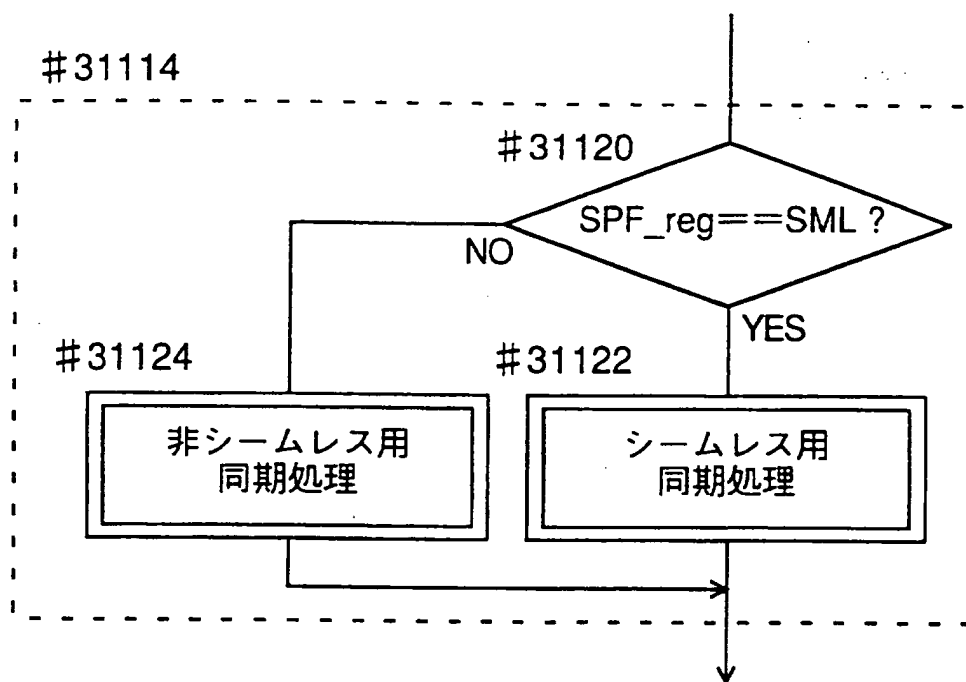 #31114
#31120
SPF_reg==SML ?
NO
YES
#31124
#31122
非シームレス用
同期処理
シームレス用
同期処理